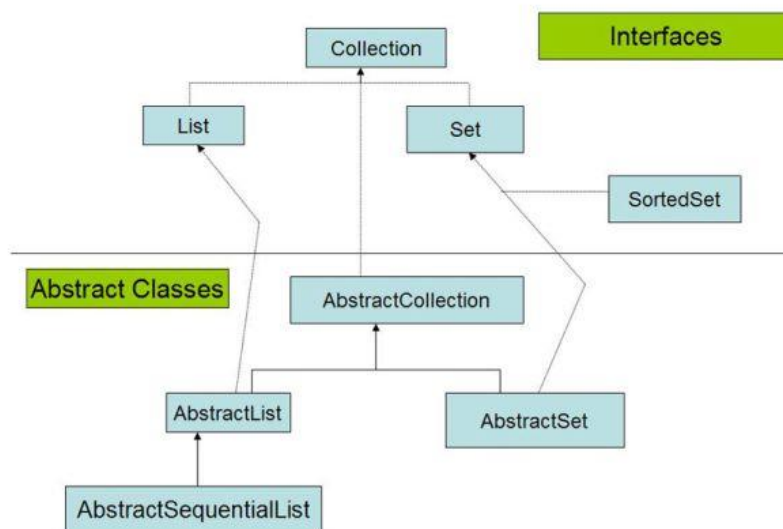 Collection
Interfaces
List
Set
SortedSet
Abstract Classes
AbstractCollection
AbstractList
AbstractSet
AbstractSequentialList